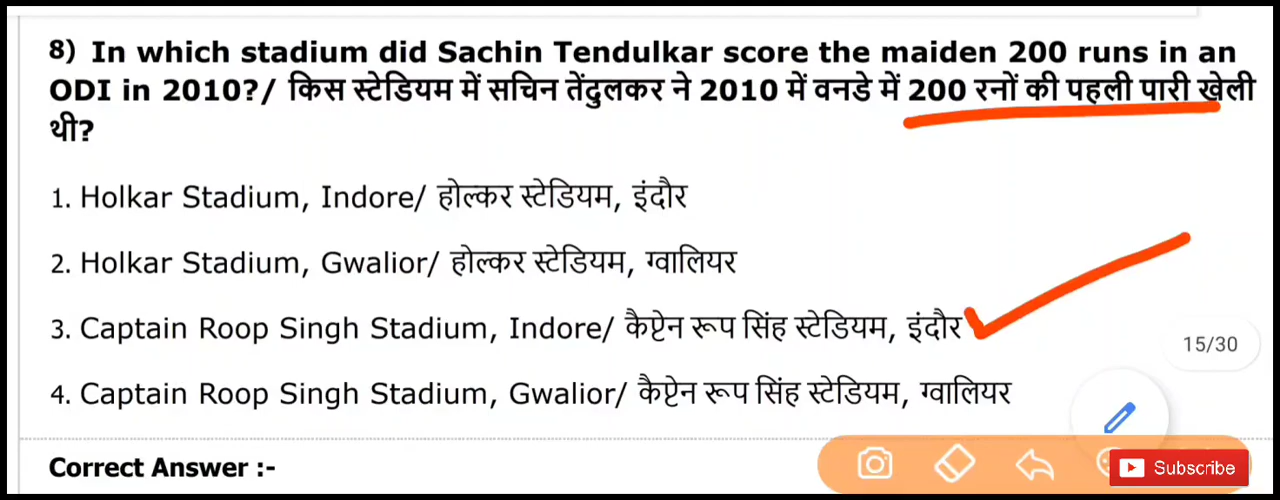 8) In which stadium did Sachin Tendulkar score the maiden 200 runs in an
ODI in 2010?/ किस स्टेडियम में सचिन तेंदुलकर ने 2010 में वनडे में 200 रनों की पहली पारी खेली
थी?
1. Holkar Stadium, Indore/ होल्कर स्टेडियम, इंदौर
2. Holkar Stadium, Gwalior/ होल्कर स्टेडियम, ग्वालियर
3. Captain Roop Singh Stadium, Indore/ कैप्टेन रूप सिंह स्टेडियम, इंदौर
15/30
4. Captain Roop Singh Stadium, Gwalior/ कैप्टेन रूप सिंह स्टेडियम, ग्वालियर
Correct Answer :-
Subscribe